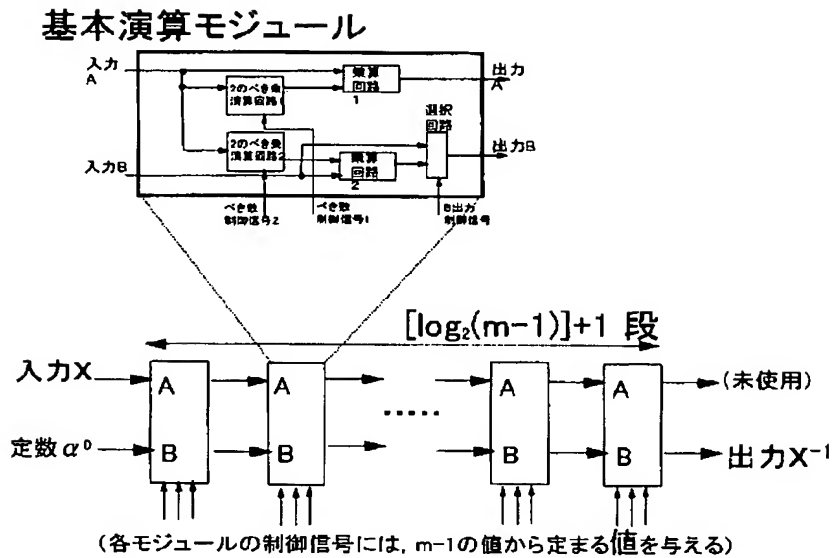 基本演算モジュール
入力
A
2のべき乗
演算回路1
乗算
回路
1
出力
A
選択
回路
2のべき乗
演算回路2
入力B
乗算
回路
2
出力B
べき数
制御信号2
べき数
制御信号1
B出力
制御信号
[log₂(m-1)]+1 段
入力X
A
A
A
A
(未使用)
.....
定数α⁰
B
B
B
B
出力X⁻¹
(各モジュールの制御信号には, m-1の値から定まる値を与える)